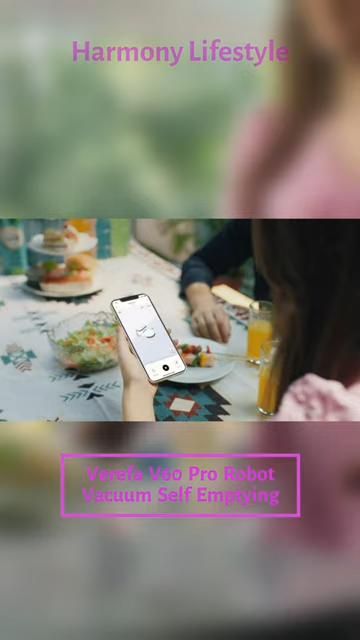 Harmony Lifestyle
Verefa V60 Pro Robot
Vacuum Self Emptying